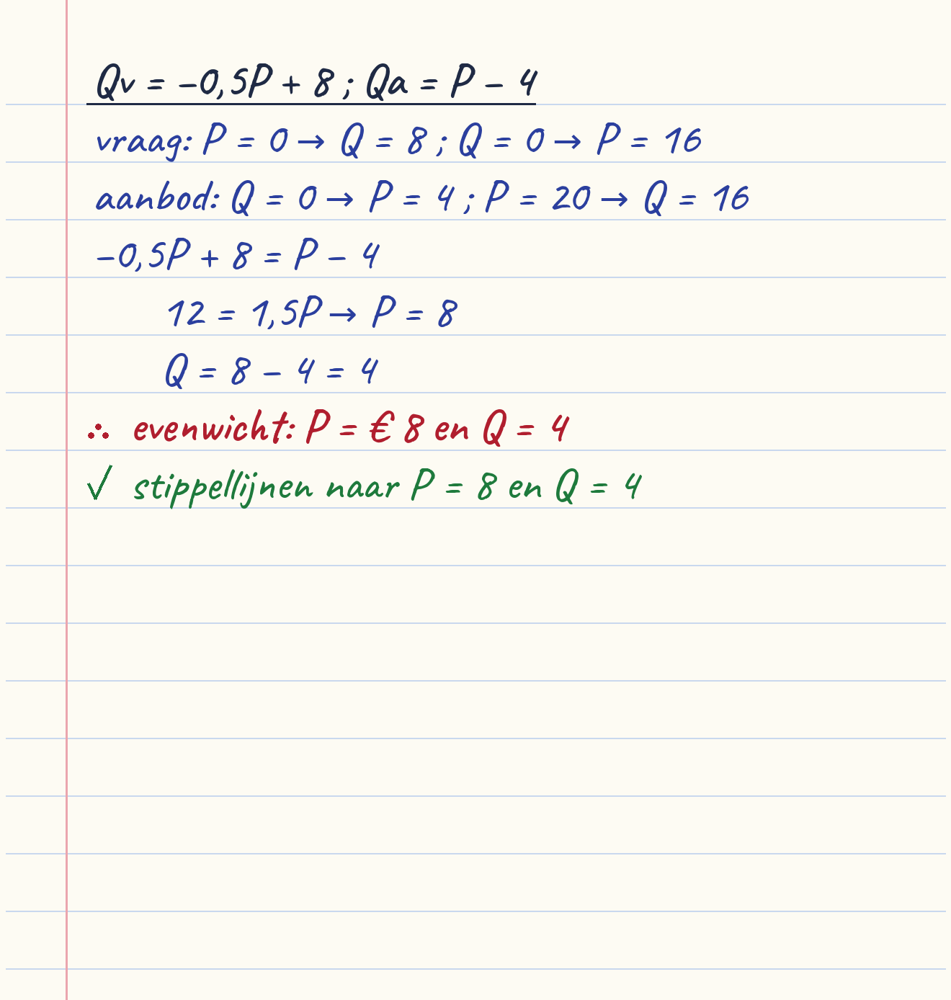 Qv = −0,5P + 8 ; Qa = P − 4
vraag: P = 0 → Q = 8 ; Q = 0 → P = 16
aanbod: Q = 0 → P = 4 ; P = 20 → Q = 16
−0,5P + 8 = P − 4
12 = 1,5P → P = 8
Q = 8 − 4 = 4
∴ evenwicht: P = € 8 en Q = 4
✓ stippellijnen naar P = 8 en Q = 4